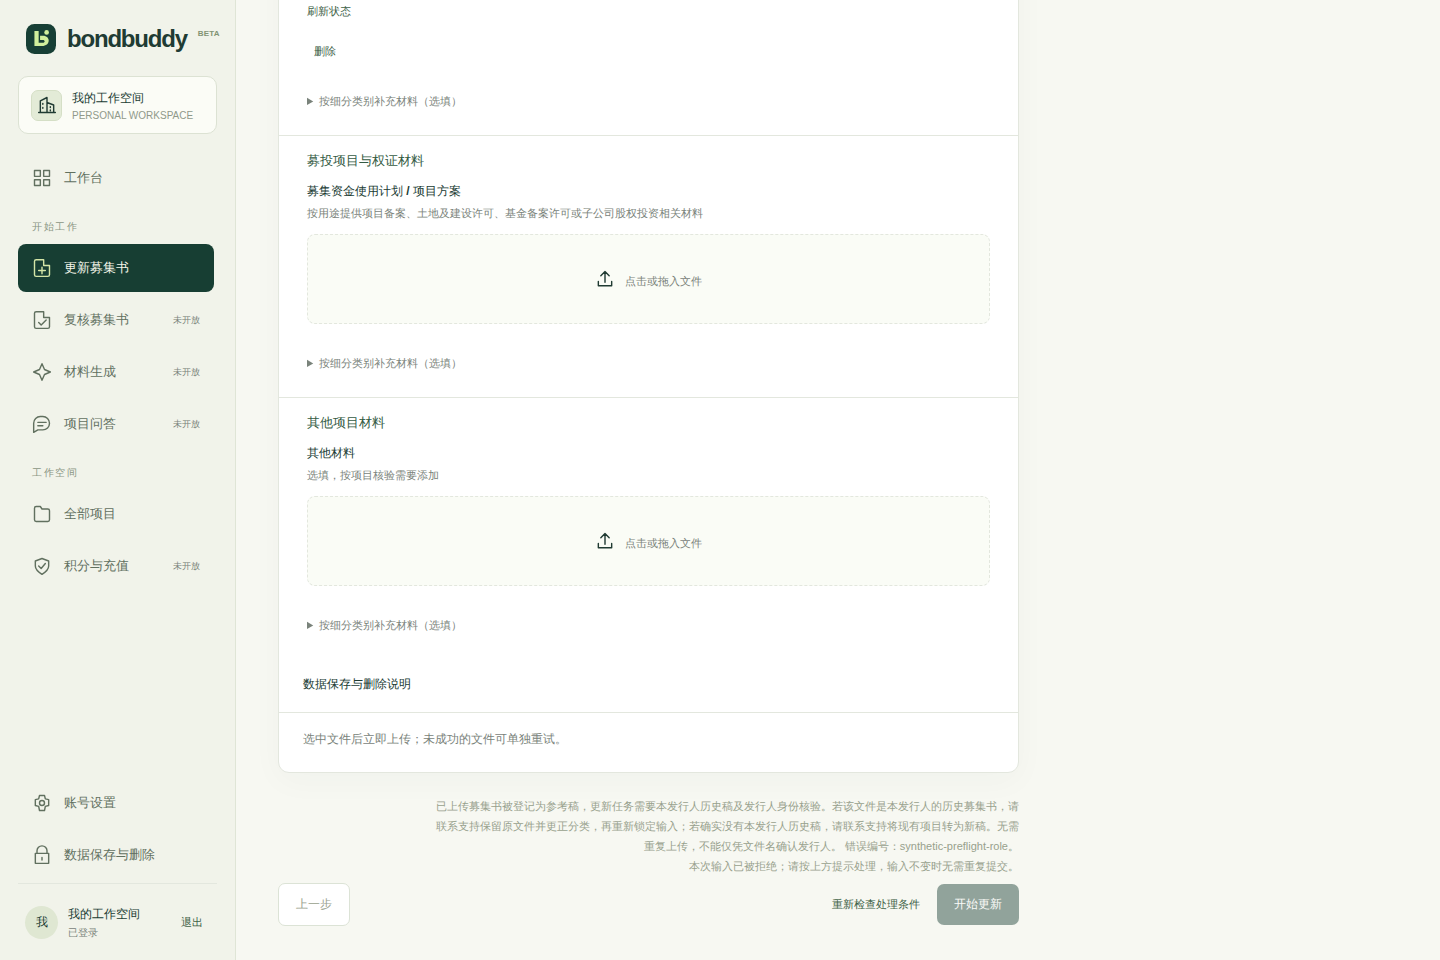 bondbuddy BETA
我的工作空间
PERSONAL WORKSPACE
工作台
开始工作
更新募集书
复核募集书 未开放
材料生成 未开放
项目问答 未开放
工作空间
全部项目
积分与充值 未开放
账号设置
数据保存与删除
我 我的工作空间
已登录
退出
刷新状态
删除
▶ 按细分类别补充材料（选填）
募投项目与权证材料
募集资金使用计划 / 项目方案
按用途提供项目备案、土地及建设许可、基金备案许可或子公司股权投资相关材料
点击或拖入文件
▶ 按细分类别补充材料（选填）
其他项目材料
其他材料
选填，按项目核验需要添加
点击或拖入文件
▶ 按细分类别补充材料（选填）
数据保存与删除说明
选中文件后立即上传；未成功的文件可单独重试。
已上传募集书被登记为参考稿，更新任务需要本发行人历史稿及发行人身份核验。若该文件是本发行人的历史募集书，请
联系支持保留原文件并更正分类，再重新锁定输入；若确实没有本发行人历史稿，请联系支持将现有项目转为新稿。无需
重复上传，不能仅凭文件名确认发行人。 错误编号：synthetic-preflight-role。
本次输入已被拒绝；请按上方提示处理，输入不变时无需重复提交。
上一步
重新检查处理条件
开始更新